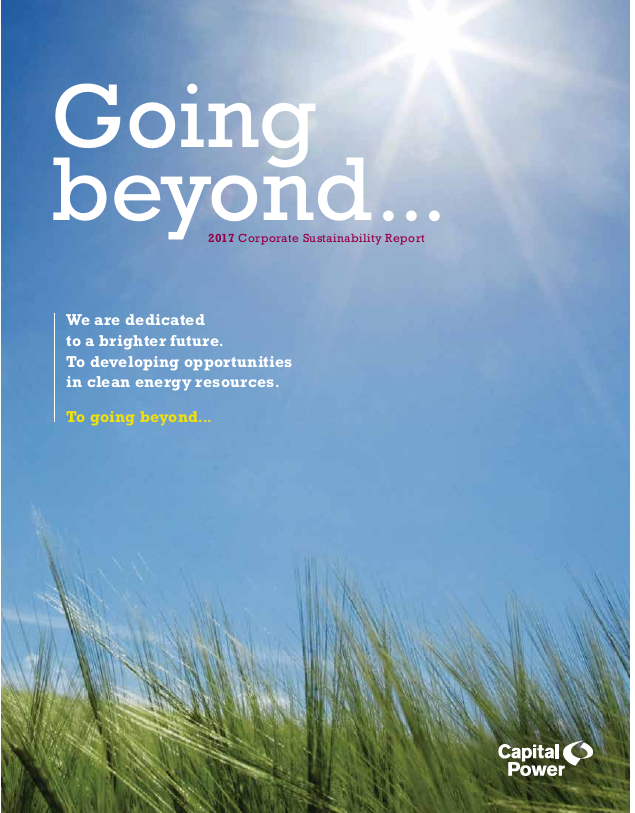 Going
beyond...
2017 Corporate Sustainability Report
We are dedicated
to a brighter future.
To developing opportunities
in clean energy resources.
To going beyond...
Capital
Power